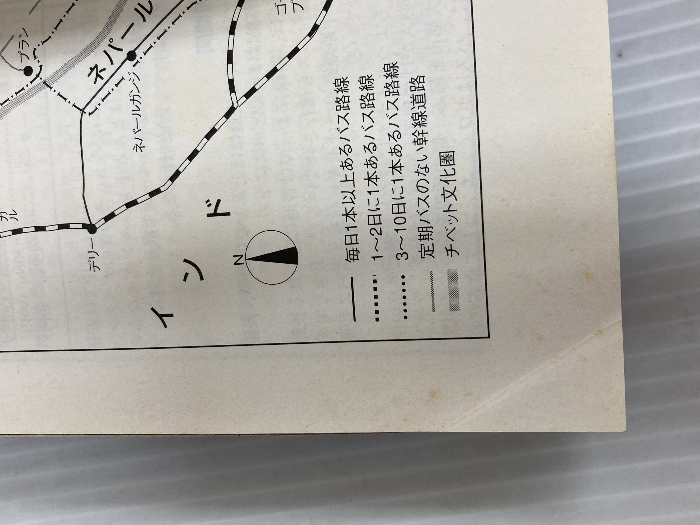 プラン
ネパール
ネパールガンジ
デリー
インド
N
毎日1本以上あるバス路線
1〜2日に1本あるバス路線
3〜10日に1本あるバス路線
定期バスのない幹線道路
チベット文化圏